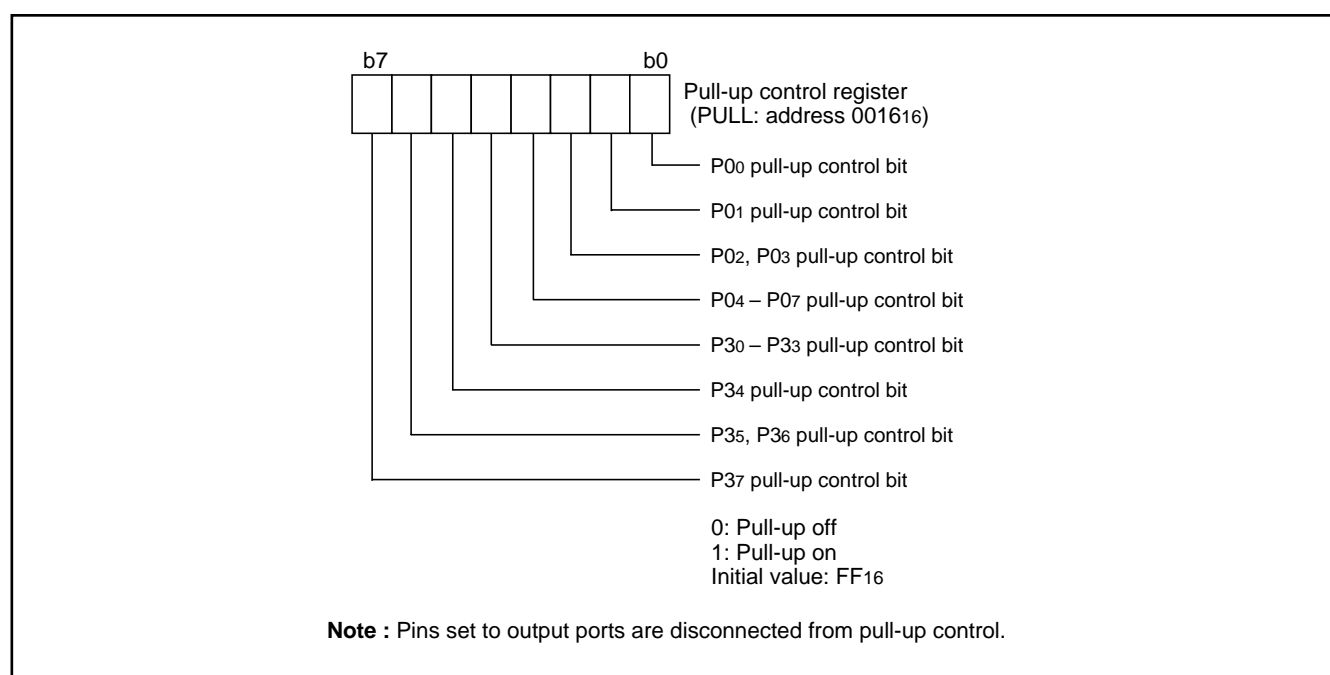 b7 b0
Pull-up control register
(PULL: address 001616)
P00 pull-up control bit
P01 pull-up control bit
P02, P03 pull-up control bit
P04 – P07 pull-up control bit
P30 – P33 pull-up control bit
P34 pull-up control bit
P35, P36 pull-up control bit
P37 pull-up control bit
0: Pull-up off
1: Pull-up on
Initial value: FF16
Note : Pins set to output ports are disconnected from pull-up control.